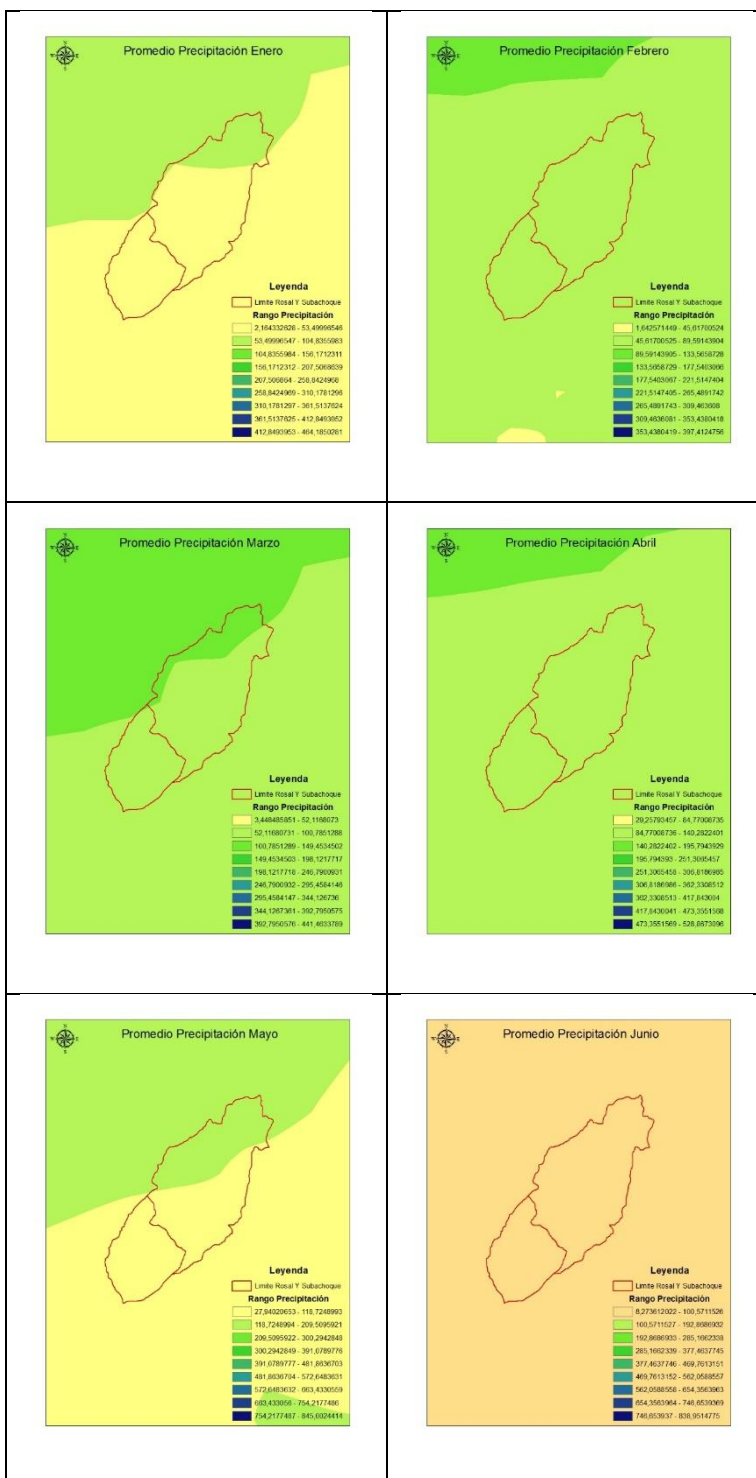 Promedio Precipitación Enero
Leyenda
Limite Rosal Y Subachoque
Rango Precipitación
2,164332628 - 53,49996546
53,49996547 - 104,8355983
104,8355984 - 156,1712311
156,1712312 - 207,5068639
207,506864 - 258,8424968
258,8424969 - 310,1781296
310,1781297 - 361,5137624
361,5137625 - 412,8493952
412,8493953 - 464,1850281
Promedio Precipitación Febrero
Leyenda
Limite Rosal Y Subachoque
Rango Precipitación
1,642571449 - 45,61700524
45,61700525 - 89,59143904
89,59143905 - 133,5658728
133,5658729 - 177,5403066
177,5403067 - 221,5147404
221,5147405 - 265,4891742
265,4891743 - 309,463608
309,4636081 - 353,4380418
353,4380419 - 397,4124756
Promedio Precipitación Marzo
Leyenda
Limite Rosal Y Subachoque
Rango Precipitación
3,448485851 - 52,1168073
52,11680731 - 100,7851288
100,7851289 - 149,4534502
149,4534503 - 198,1217717
198,1217718 - 246,7900931
246,7900932 - 295,4584146
295,4584147 - 344,126736
344,1267361 - 392,7950575
392,7950576 - 441,4633789
Promedio Precipitación Abril
Leyenda
Limite Rosal Y Subachoque
Rango Precipitación
29,25793457 - 84,77008735
84,77008736 - 140,2822401
140,2822402 - 195,7943929
195,794393 - 251,3065457
251,3065458 - 306,8186985
306,8186986 - 362,3308512
362,3308513 - 417,843004
417,8430041 - 473,3551568
473,3551569 - 528,8673096
Promedio Precipitación Mayo
Leyenda
Limite Rosal Y Subachoque
Rango Precipitación
27,94020653 - 118,7248993
118,7248994 - 209,5095921
209,5095922 - 300,2942848
300,2942849 - 391,0789776
391,0789777 - 481,8636703
481,8636704 - 572,6483631
572,6483632 - 663,4330559
663,433056 - 754,2177486
754,2177487 - 845,0024414
Promedio Precipitación Junio
Leyenda
Limite Rosal Y Subachoque
Rango Precipitación
8,273612022 - 100,5711526
100,5711527 - 192,8686932
192,8686933 - 285,1662338
285,1662339 - 377,4637745
377,4637746 - 469,7613151
469,7613152 - 562,0588557
562,0588558 - 654,3563963
654,3563964 - 746,6539369
746,653937 - 838,9514775